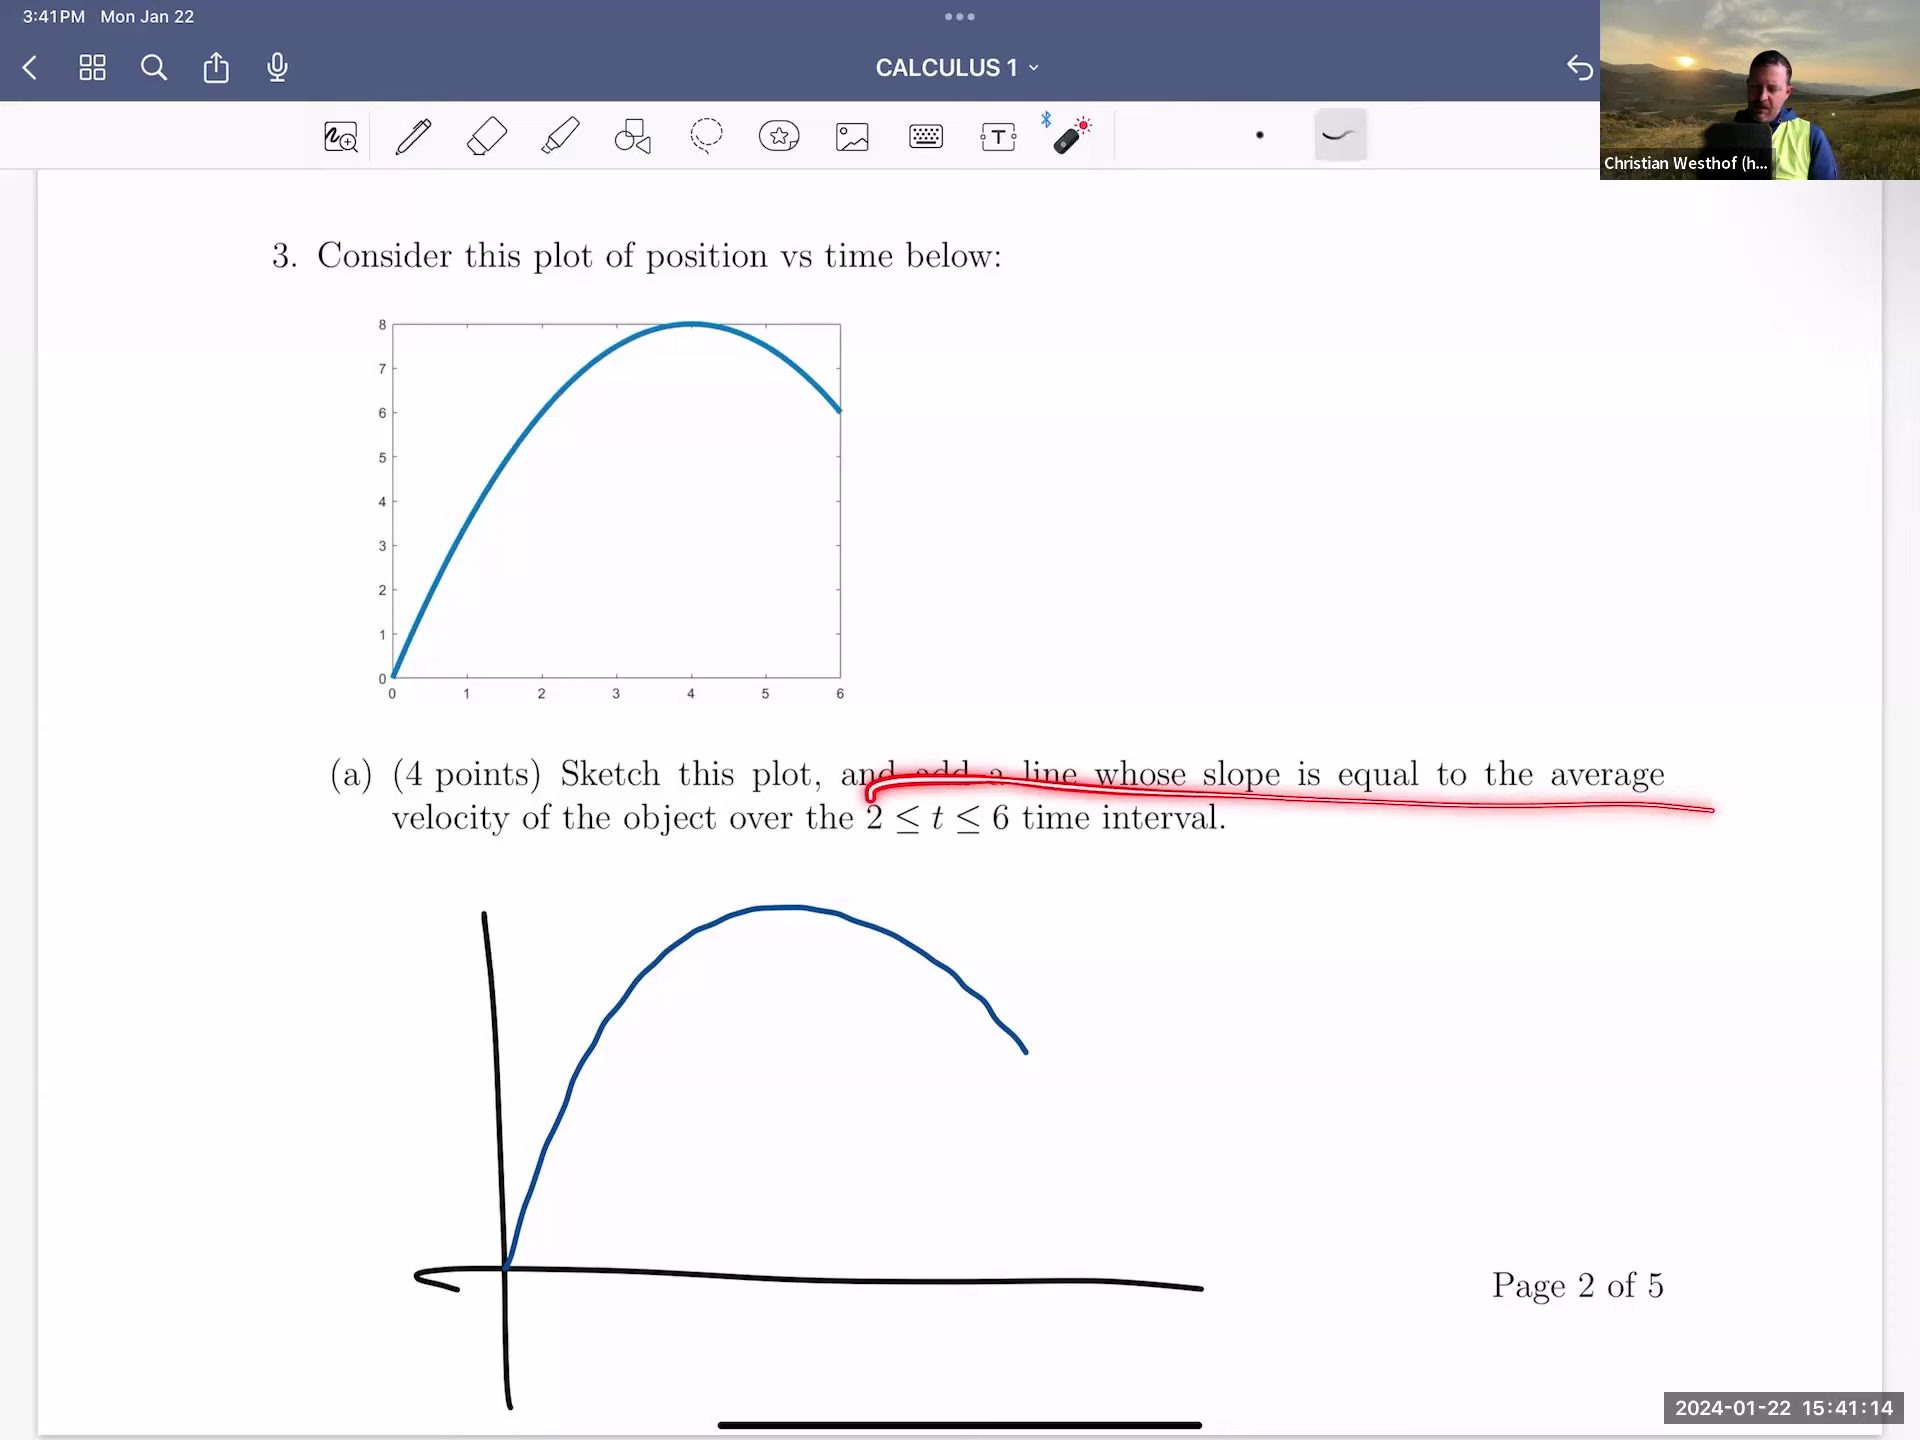 3:41PM Mon Jan 22
CALCULUS 1
T
Christian Westhof (h...
3. Consider this plot of position vs time below:
8
7
6
5
4
3
2
1
0
0 1 2 3 4 5 6
(a) (4 points) Sketch this plot, and add a line whose slope is equal to the average
velocity of the object over the 2 ≤ t ≤ 6 time interval.
Page 2 of 5
2024-01-22 15:41:14